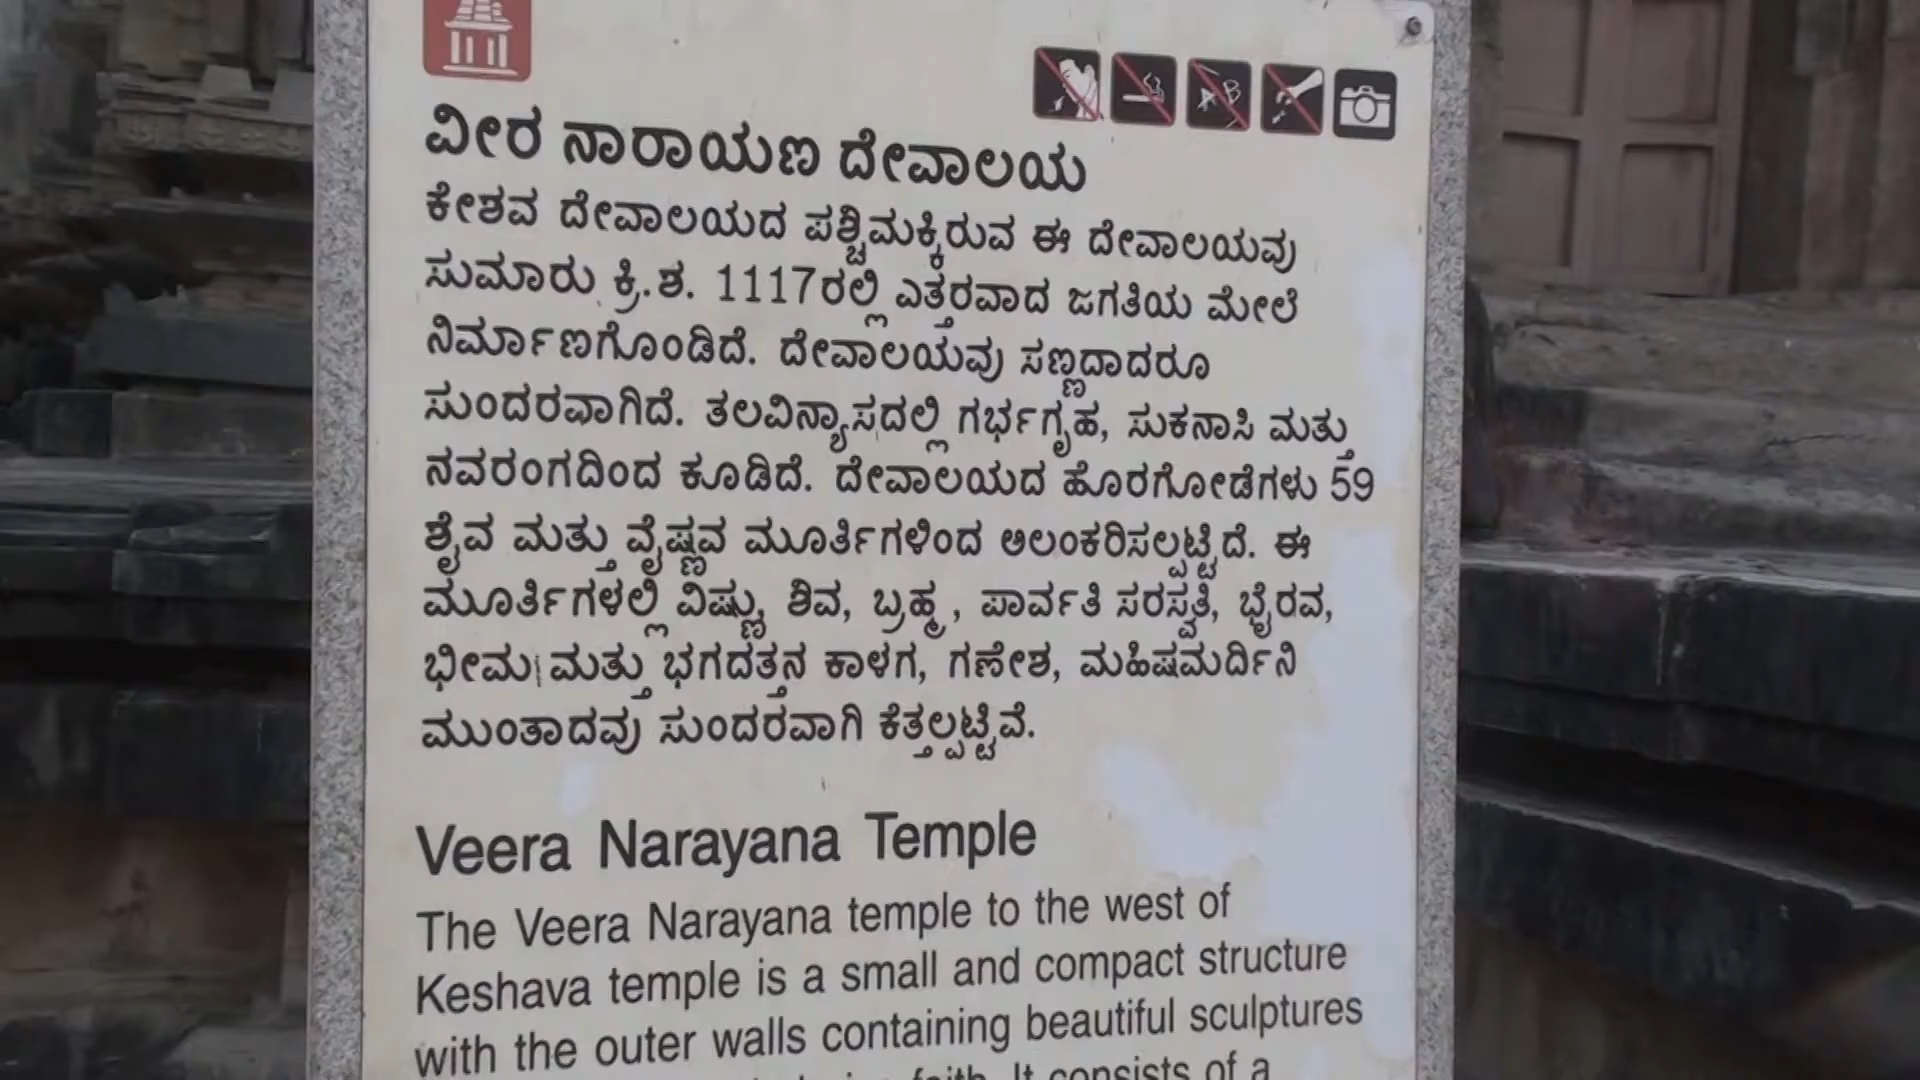 ವೀರ ನಾರಾಯಣ ದೇವಾಲಯ
ಕೇಶವ ದೇವಾಲಯದ ಪಶ್ಚಿಮಕ್ಕಿರುವ ಈ ದೇವಾಲಯವು
ಸುಮಾರು ಕ್ರಿ.ಶ. 1117ರಲ್ಲಿ ಎತ್ತರವಾದ ಜಗತಿಯ ಮೇಲೆ
ನಿರ್ಮಾಣಗೊಂಡಿದೆ. ದೇವಾಲಯವು ಸಣ್ಣದಾದರೂ
ಸುಂದರವಾಗಿದೆ. ತಲವಿನ್ಯಾಸದಲ್ಲಿ ಗರ್ಭಗೃಹ, ಸುಕನಾಸಿ ಮತ್ತು
ನವರಂಗದಿಂದ ಕೂಡಿದೆ. ದೇವಾಲಯದ ಹೊರಗೋಡೆಗಳು 59
ಶೈವ ಮತ್ತು ವೈಷ್ಣವ ಮೂರ್ತಿಗಳಿಂದ ಅಲಂಕರಿಸಲ್ಪಟ್ಟಿದೆ. ಈ
ಮೂರ್ತಿಗಳಲ್ಲಿ ವಿಷ್ಣು, ಶಿವ, ಬ್ರಹ್ಮ, ಪಾರ್ವತಿ ಸರಸ್ವತಿ, ಭೈರವ,
ಭೀಮ ಮತ್ತು ಭಗದತ್ತನ ಕಾಳಗ, ಗಣೇಶ, ಮಹಿಷಮರ್ದಿನಿ
ಮುಂತಾದವು ಸುಂದರವಾಗಿ ಕೆತ್ತಲ್ಪಟ್ಟಿವೆ.
Veera Narayana Temple
The Veera Narayana temple to the west of
Keshava temple is a small and compact structure
with the outer walls containing beautiful sculptures
faith. It consists of a